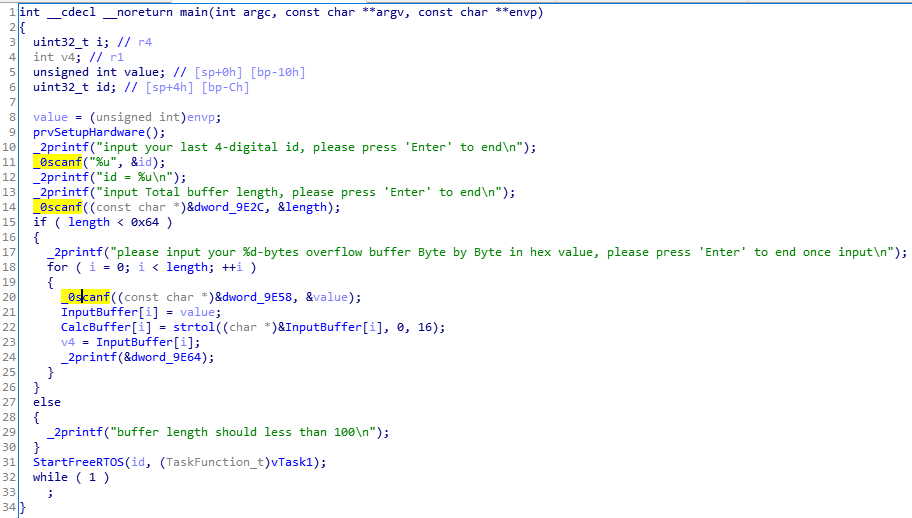 1 int __cdecl __noreturn main(int argc, const char **argv, const char **envp)
2 {
3 uint32_t i; // r4
4 int v4; // r1
5 unsigned int value; // [sp+0h] [bp-10h]
6 uint32_t id; // [sp+4h] [bp-Ch]
7
8 value = (unsigned int)envp;
9 prvSetupHardware();
10 _2printf("input your last 4-digital id, please press 'Enter' to end\n");
11 _0scanf("%u", &id);
12 _2printf("id = %u\n");
13 _2printf("input Total buffer length, please press 'Enter' to end\n");
14 _0scanf((const char *)&dword_9E2C, &length);
15 if ( length < 0x64 )
16 {
17 _2printf("please input your %d-bytes overflow buffer Byte by Byte in hex value, please press 'Enter' to end once input\n");
18 for ( i = 0; i < length; ++i )
19 {
20 _0scanf((const char *)&dword_9E58, &value);
21 InputBuffer[i] = value;
22 CalcBuffer[i] = strtol((char *)&InputBuffer[i], 0, 16);
23 v4 = InputBuffer[i];
24 _2printf(&dword_9E64);
25 }
26 }
27 else
28 {
29 _2printf("buffer length should less than 100\n");
30 }
31 StartFreeRTOS(id, (TaskFunction_t)vTask1);
32 while ( 1 )
33 ;
34 }